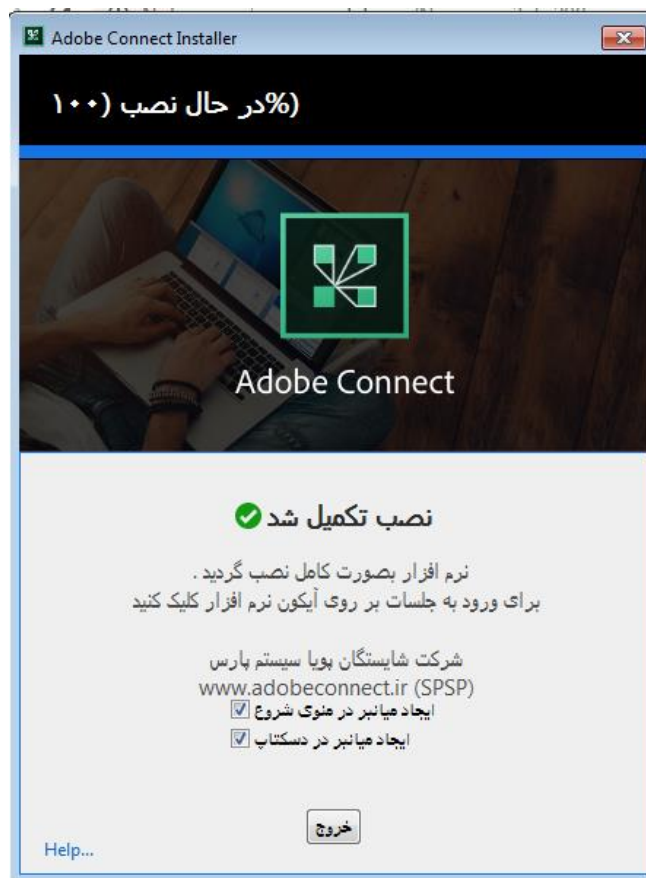 Adobe Connect Installer
در حال نصب (۱۰۰%)
Adobe Connect
نصب تکمیل شد
نرم افزار بصورت کامل نصب گردید .
برای ورود به جلسات بر روی آیکون نرم افزار کلیک کنید
شرکت شایستگان پویا سیستم پارس
www.adobeconnect.ir (SPSP)
ایجاد میانبر در منوی شروع
ایجاد میانبر در دسکتاپ
خروج
Help...